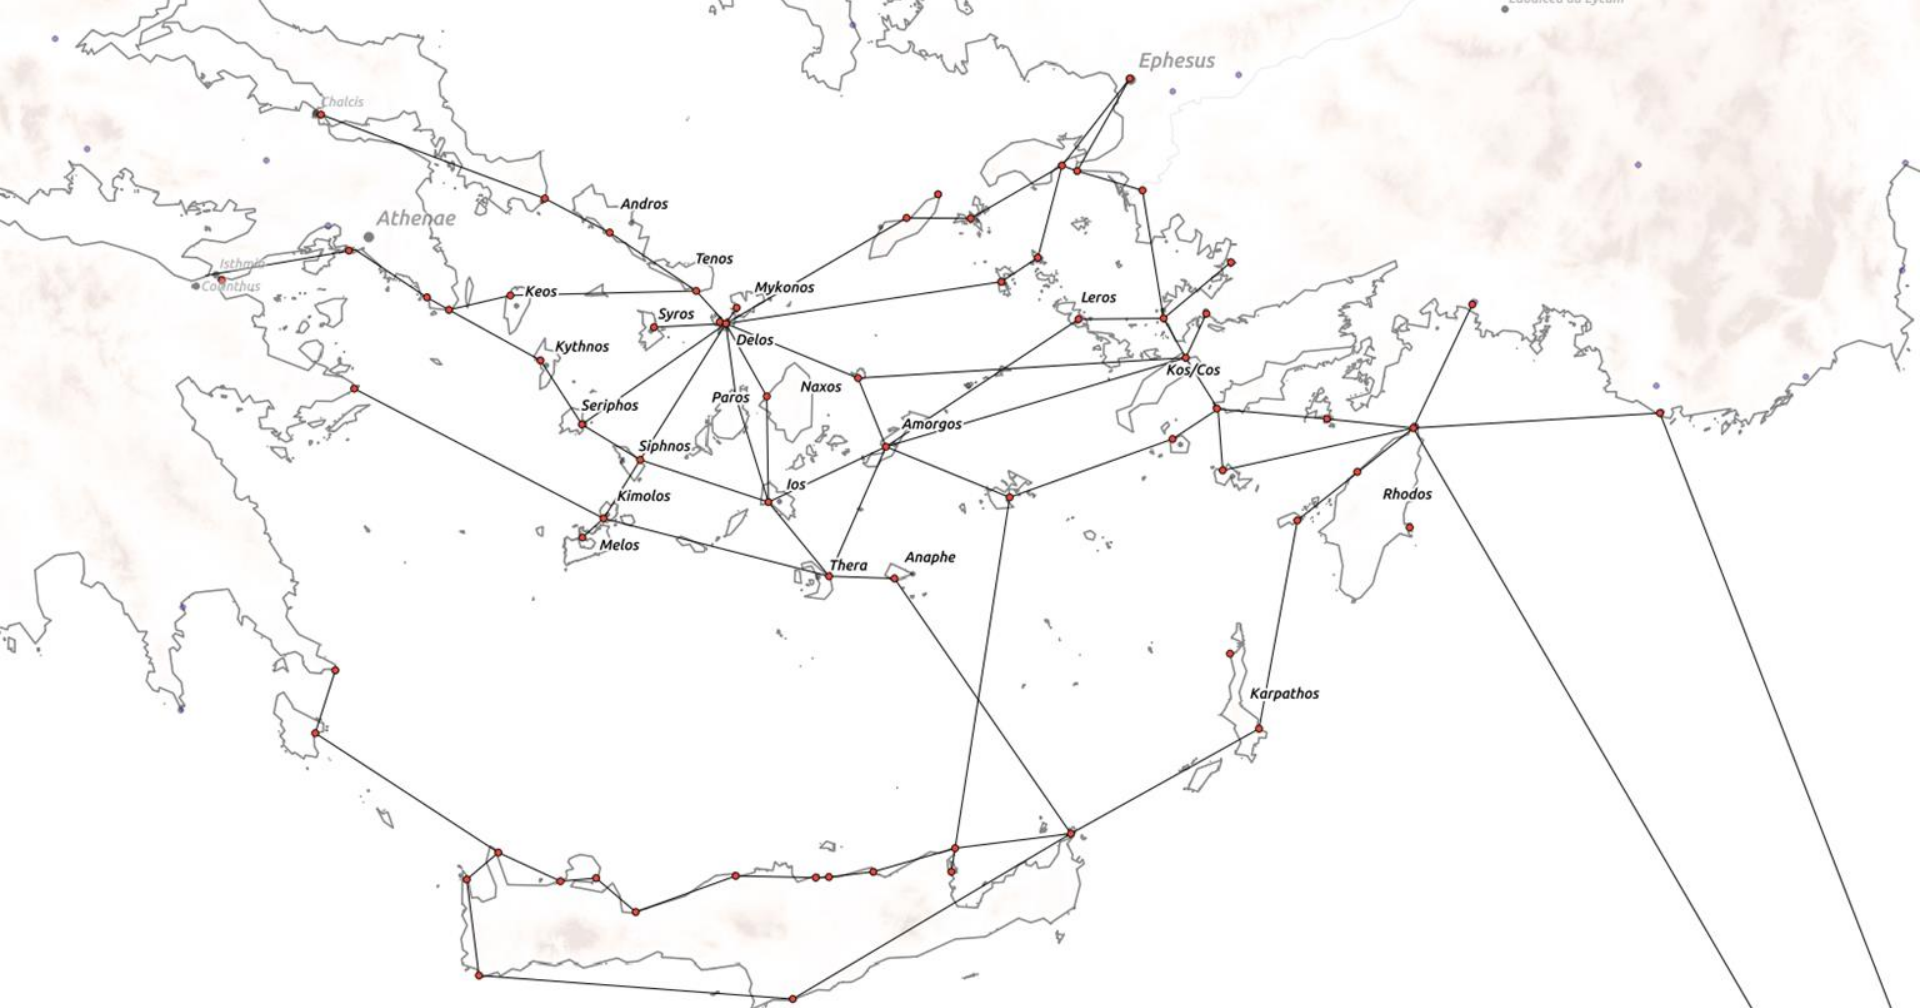 Ephesus
Chalcis
Andros
Athenae
Tenos
Isthmia
Corinthus
Keos
Mykonos
Leros
Syros
Delos
Kythnos
Kos/Cos
Naxos
Paros
Seriphos
Amorgos
Siphnos
Ios
Kimolos
Rhodos
Melos
Anaphe
Thera
Karpathos